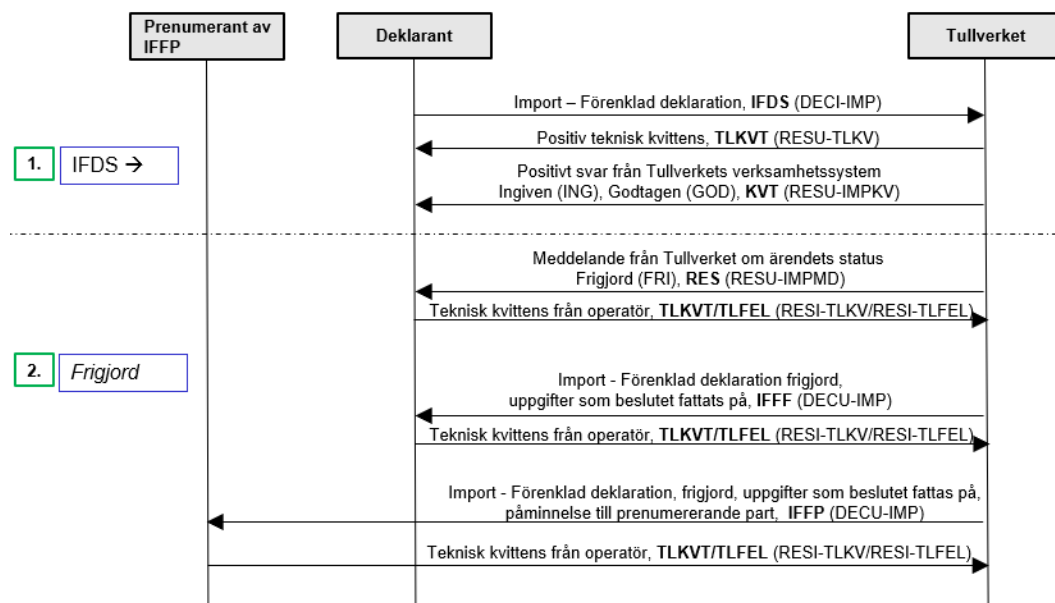 Prenumerant av
IFFP
Deklarant
Tullverket
Import – Förenklad deklaration, IFDS (DECI-IMP)
Positiv teknisk kvittens, TLKVT (RESU-TLKV)
1.
IFDS →
Positivt svar från Tullverkets verksamhetssystem
Ingiven (ING), Godtagen (GOD), KVT (RESU-IMPKV)
Meddelande från Tullverket om ärendets status
Frigjord (FRI), RES (RESU-IMPMD)
Teknisk kvittens från operatör, TLKVT/TLFEL (RESI-TLKV/RESI-TLFEL)
2.
Frigjord
Import - Förenklad deklaration frigjord,
uppgifter som beslutet fattats på, IFFF (DECU-IMP)
Teknisk kvittens från operatör, TLKVT/TLFEL (RESI-TLKV/RESI-TLFEL)
Import - Förenklad deklaration, frigjord, uppgifter som beslutet fattas på,
påminnelse till prenumererande part, IFFP (DECU-IMP)
Teknisk kvittens från operatör, TLKVT/TLFEL (RESI-TLKV/RESI-TLFEL)